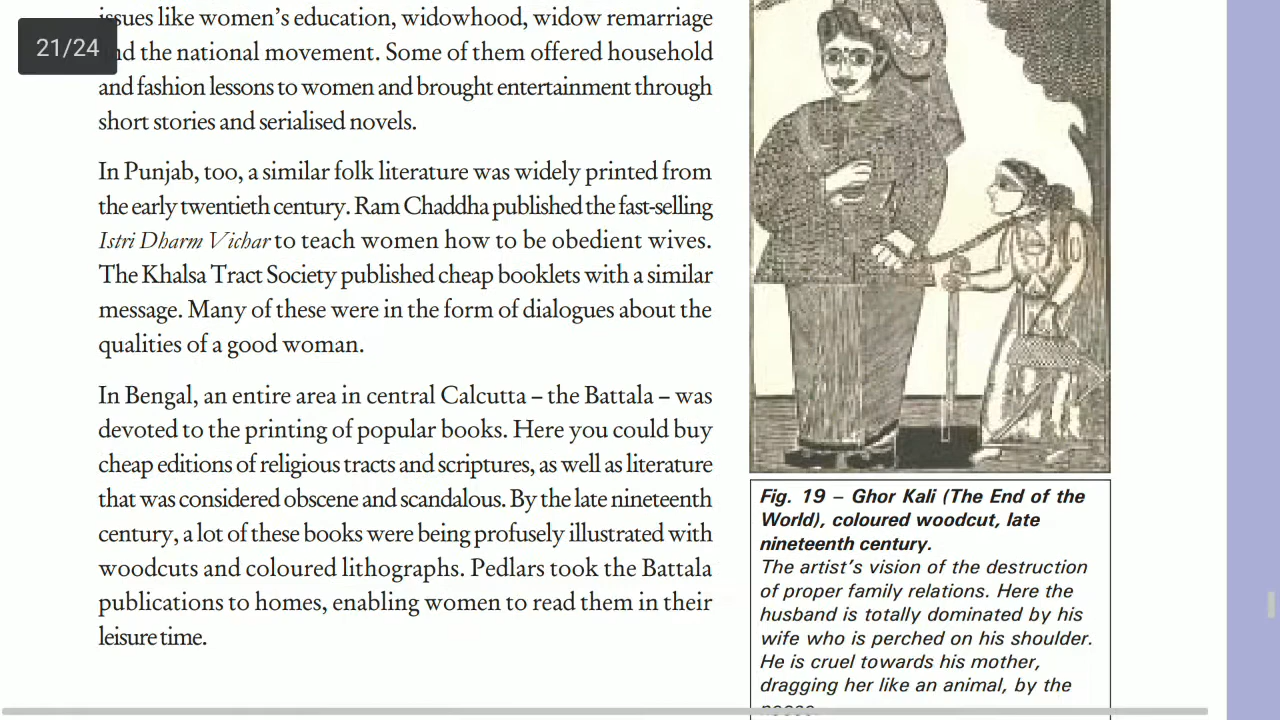 21/24
issues like women's education, widowhood, widow remarriage
and the national movement. Some of them offered household
and fashion lessons to women and brought entertainment through
short stories and serialised novels.
In Punjab, too, a similar folk literature was widely printed from
the early twentieth century. Ram Chaddha published the fast-selling
Istri Dharm Vichar to teach women how to be obedient wives.
The Khalsa Tract Society published cheap booklets with a similar
message. Many of these were in the form of dialogues about the
qualities of a good woman.
In Bengal, an entire area in central Calcutta – the Battala – was
devoted to the printing of popular books. Here you could buy
cheap editions of religious tracts and scriptures, as well as literature
that was considered obscene and scandalous. By the late nineteenth
century, a lot of these books were being profusely illustrated with
woodcuts and coloured lithographs. Pedlars took the Battala
publications to homes, enabling women to read them in their
leisure time.
Fig. 19 – Ghor Kali (The End of the
World), coloured woodcut, late
nineteenth century.
The artist's vision of the destruction
of proper family relations. Here the
husband is totally dominated by his
wife who is perched on his shoulder.
He is cruel towards his mother,
dragging her like an animal, by the